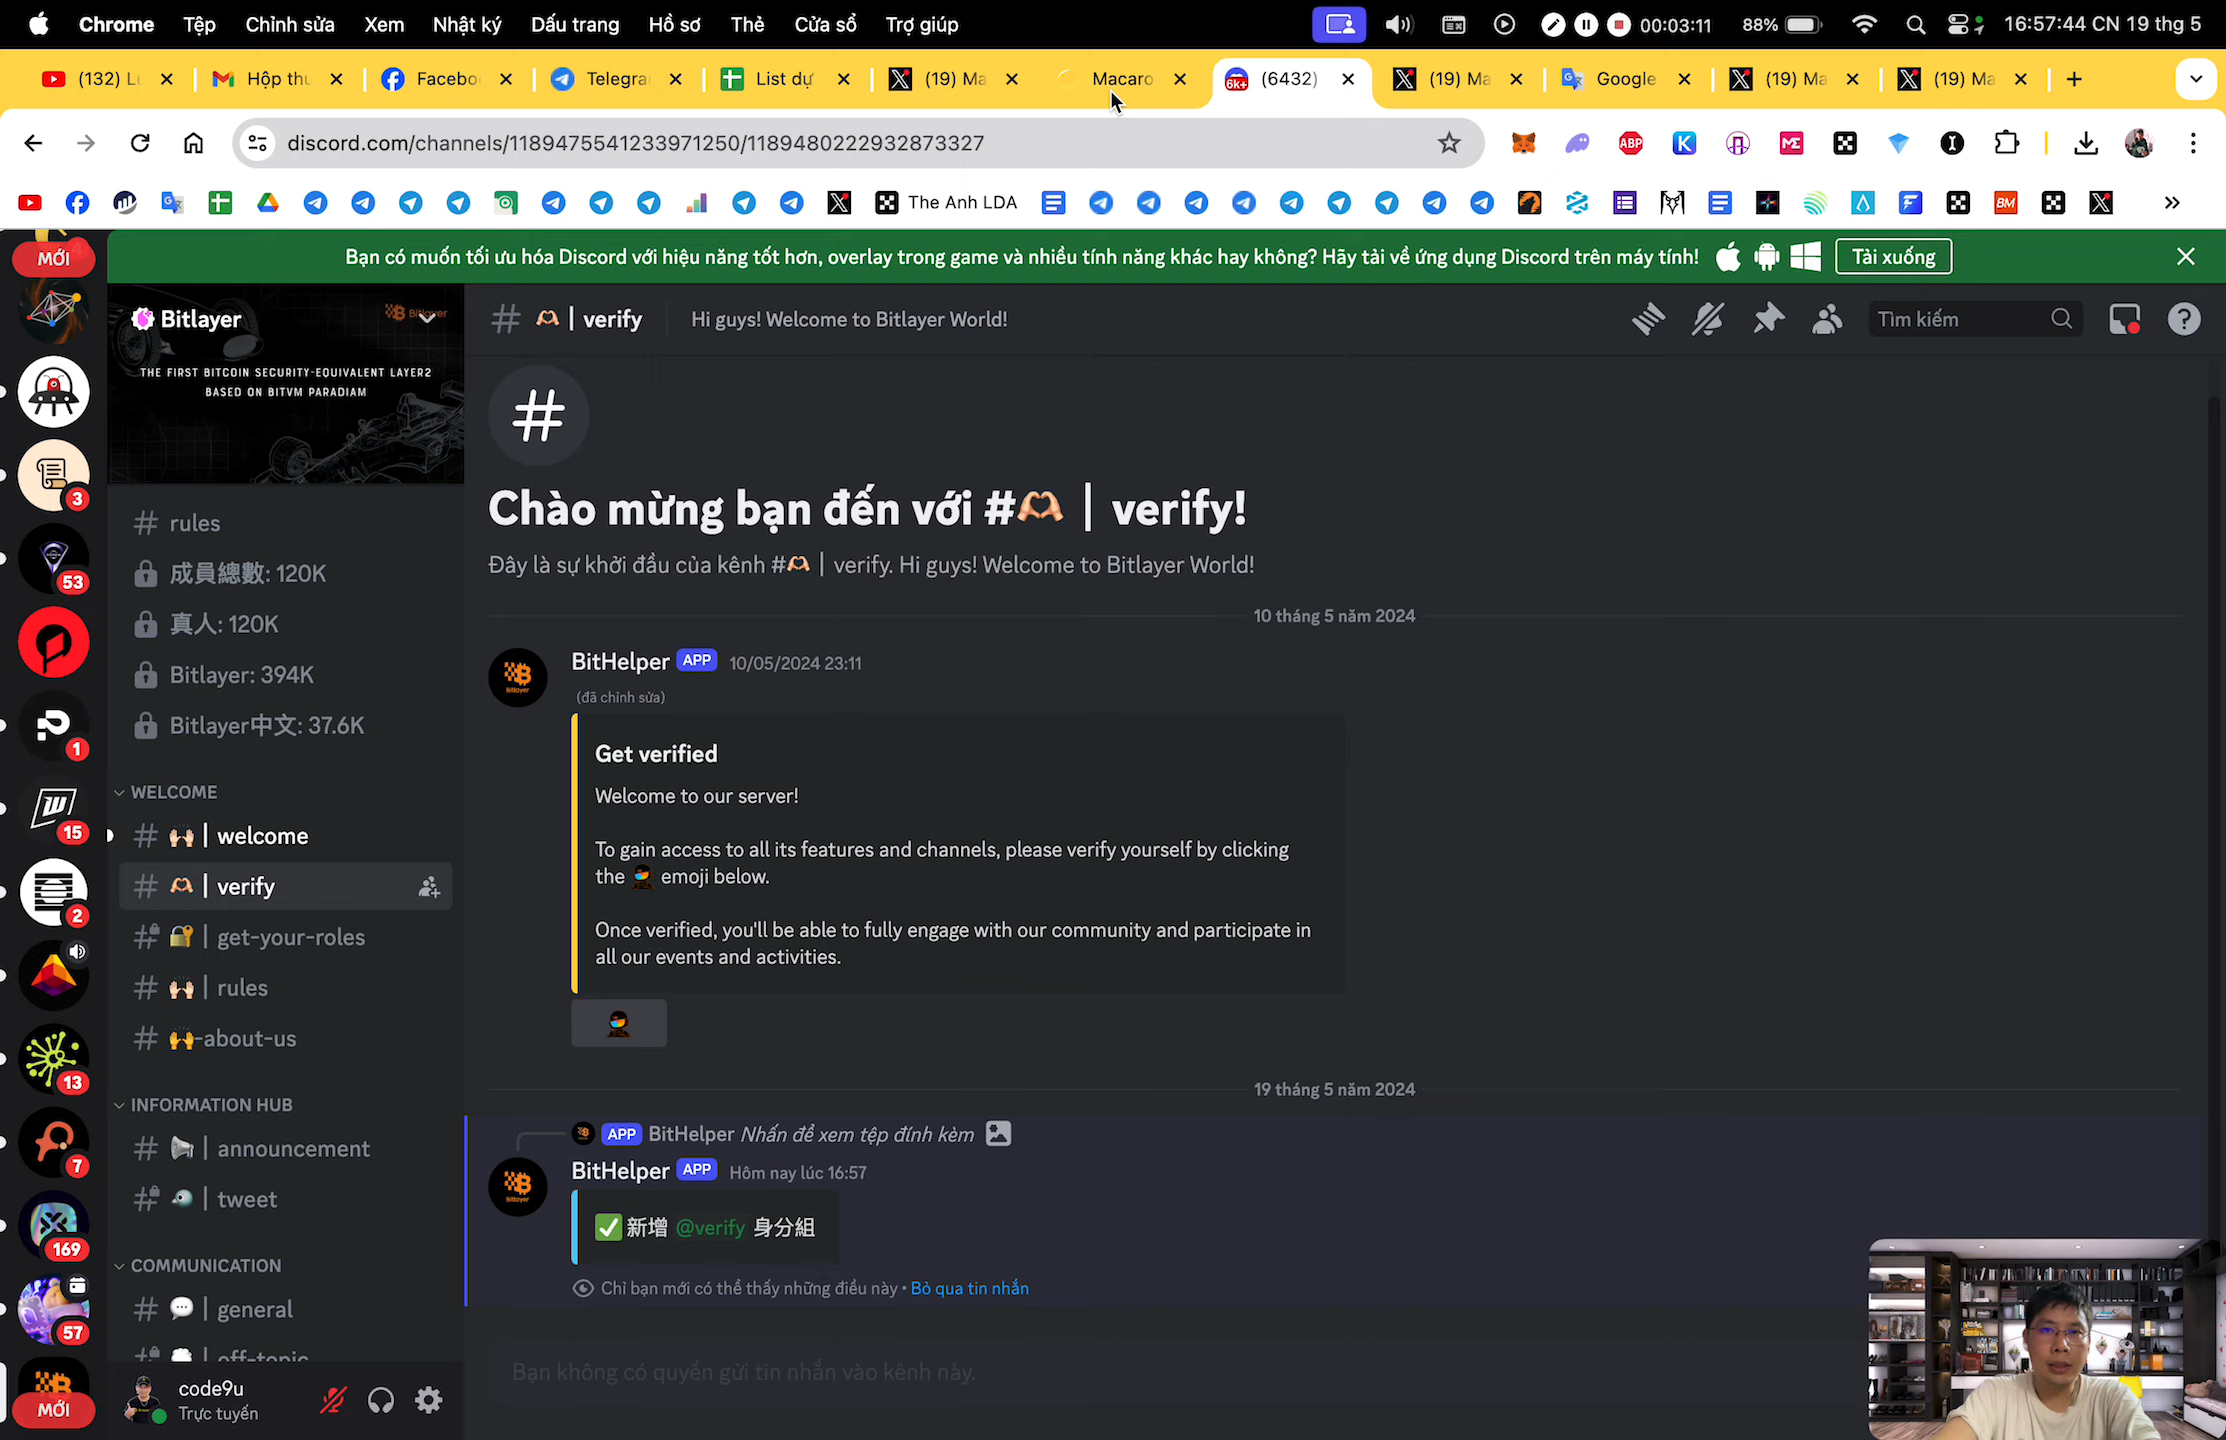 Chrome Tệp Chỉnh sửa Xem Nhật ký Dấu trang Hồ sơ Thẻ Cửa sổ Trợ giúp 00:03:11 88% 16:57:44 CN 19 thg 5
(132) Lu Hộp thu Facebo Telegra List dự (19) Ma Macaro (6432) (19) Ma Google (19) Ma (19) Ma
discord.com/channels/1189475541233971250/1189480222932873327
The Anh LDA
MỚI
Bạn có muốn tối ưu hóa Discord với hiệu năng tốt hơn, overlay trong game và nhiều tính năng khác hay không? Hãy tải về ứng dụng Discord trên máy tính! Tải xuống
Bitlayer
THE FIRST BITCOIN SECURITY-EQUIVALENT LAYER2
BASED ON BITVM PARADIAM
rules
成員總數: 120K
真人: 120K
Bitlayer: 394K
Bitlayer中文: 37.6K
WELCOME
| welcome
| verify
| get-your-roles
| rules
-about-us
INFORMATION HUB
| announcement
| tweet
COMMUNICATION
| general
| off-topic
3
53
1
15
2
13
7
169
57
MỚI
code9u
Trực tuyến
# | verify Hi guys! Welcome to Bitlayer World!
Tìm kiếm
Chào mừng bạn đến với # | verify!
Đây là sự khởi đầu của kênh # | verify. Hi guys! Welcome to Bitlayer World!
10 tháng 5 năm 2024
BitHelper APP 10/05/2024 23:11
(đã chỉnh sửa)
Get verified
Welcome to our server!
To gain access to all its features and channels, please verify yourself by clicking
the emoji below.
Once verified, you'll be able to fully engage with our community and participate in
all our events and activities.
19 tháng 5 năm 2024
APP BitHelper Nhấn để xem tệp đính kèm
BitHelper APP Hôm nay lúc 16:57
新增 @verify 身分組
Chỉ bạn mới có thể thấy những điều này • Bỏ qua tin nhắn
Bạn không có quyền gửi tin nhắn vào kênh này.